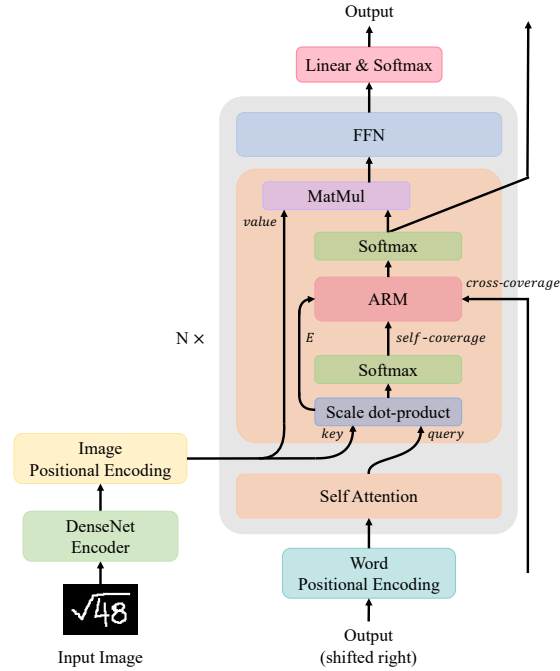 Output
Linear & Softmax
FFN
MatMul
value
Softmax
cross-coverage
ARM
N ×
E
self-coverage
Softmax
Scale dot-product
key
query
Image
Positional Encoding
Self Attention
DenseNet
Encoder
Word
Positional Encoding
√48
Input Image
Output
(shifted right)